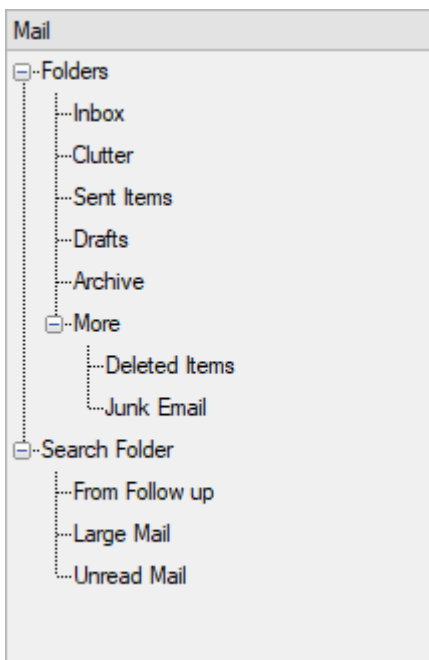 Mail
Folders
Inbox
Clutter
Sent Items
Drafts
Archive
More
Deleted Items
Junk Email
Search Folder
From Follow up
Large Mail
Unread Mail